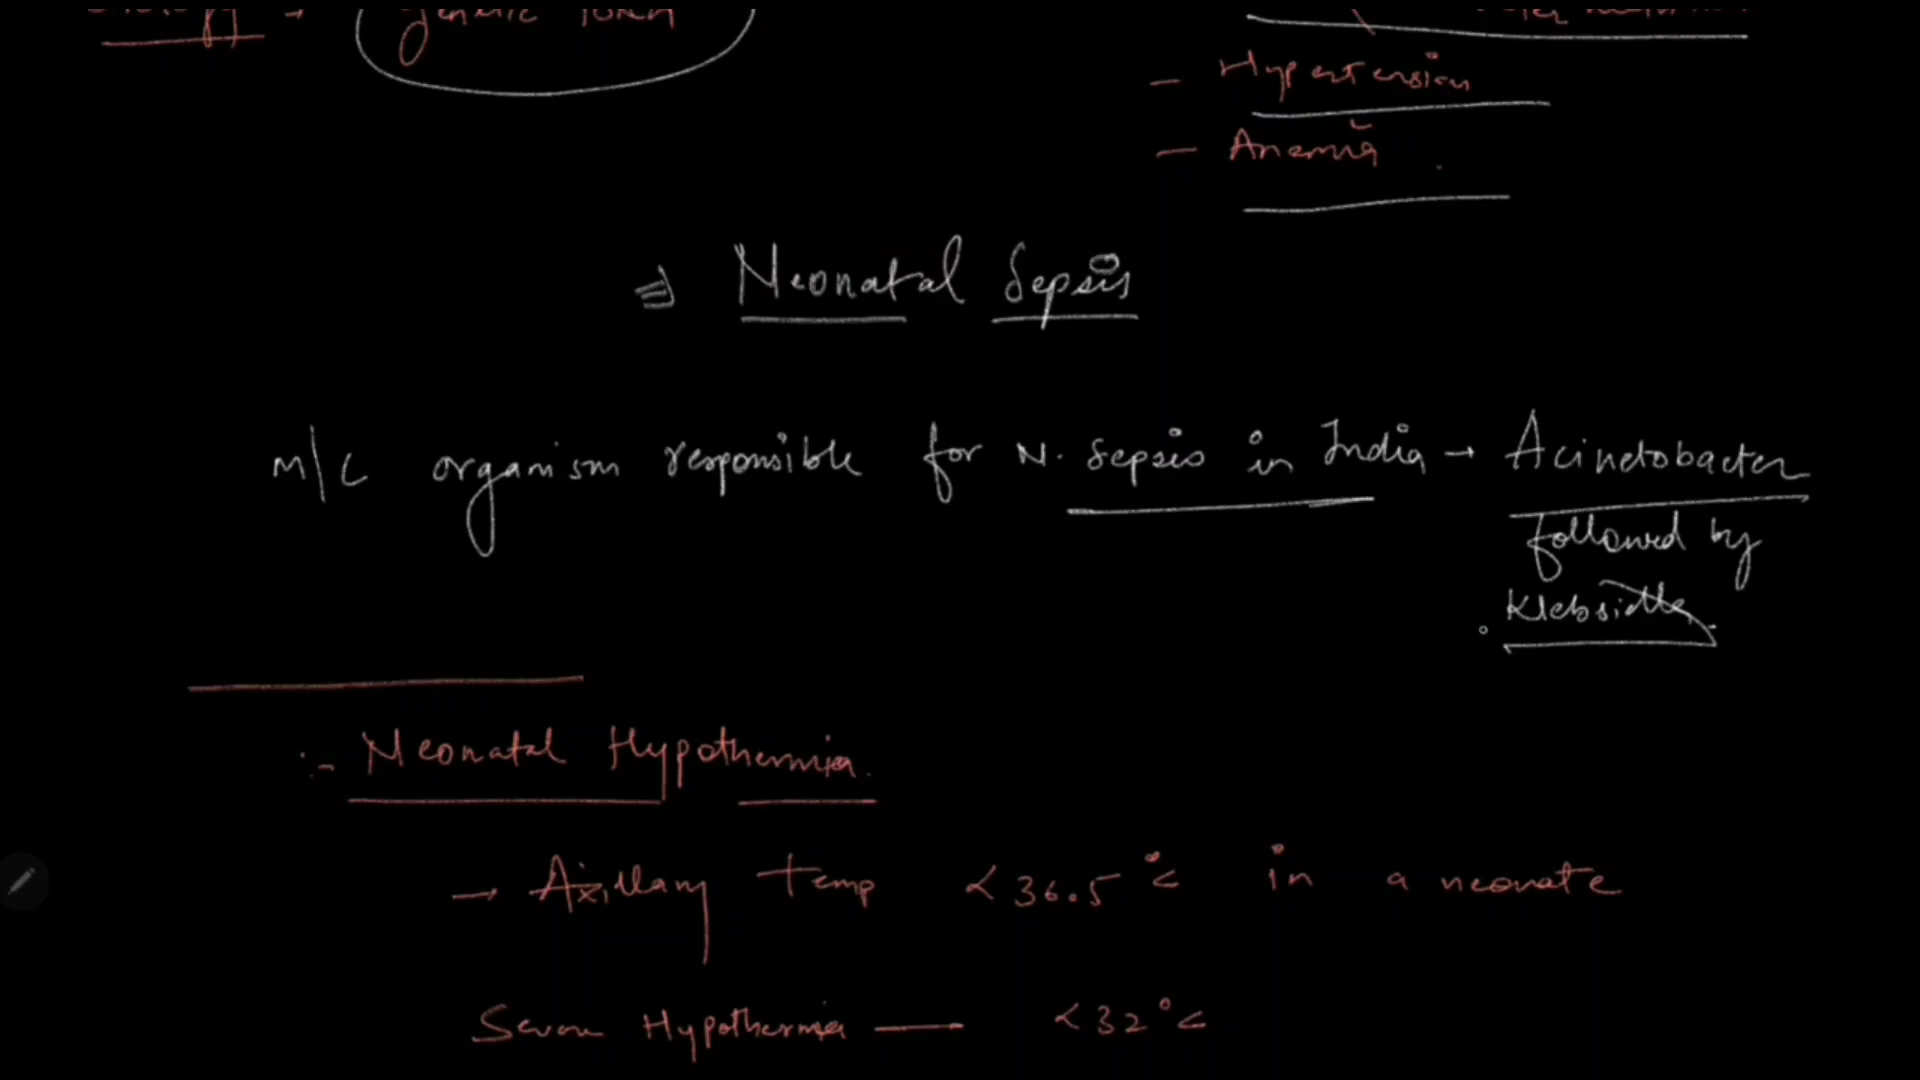 - Hypertension
- Anemia
⇒ Neonatal Sepsis
M/C organism responsible for N. Sepsis in India → Acinetobacter
followed by
Klebsiella
:- Neonatal Hypothermia.
→ Axillary temp <36.5°C in a neonate
Severe Hypothermia — <32°C